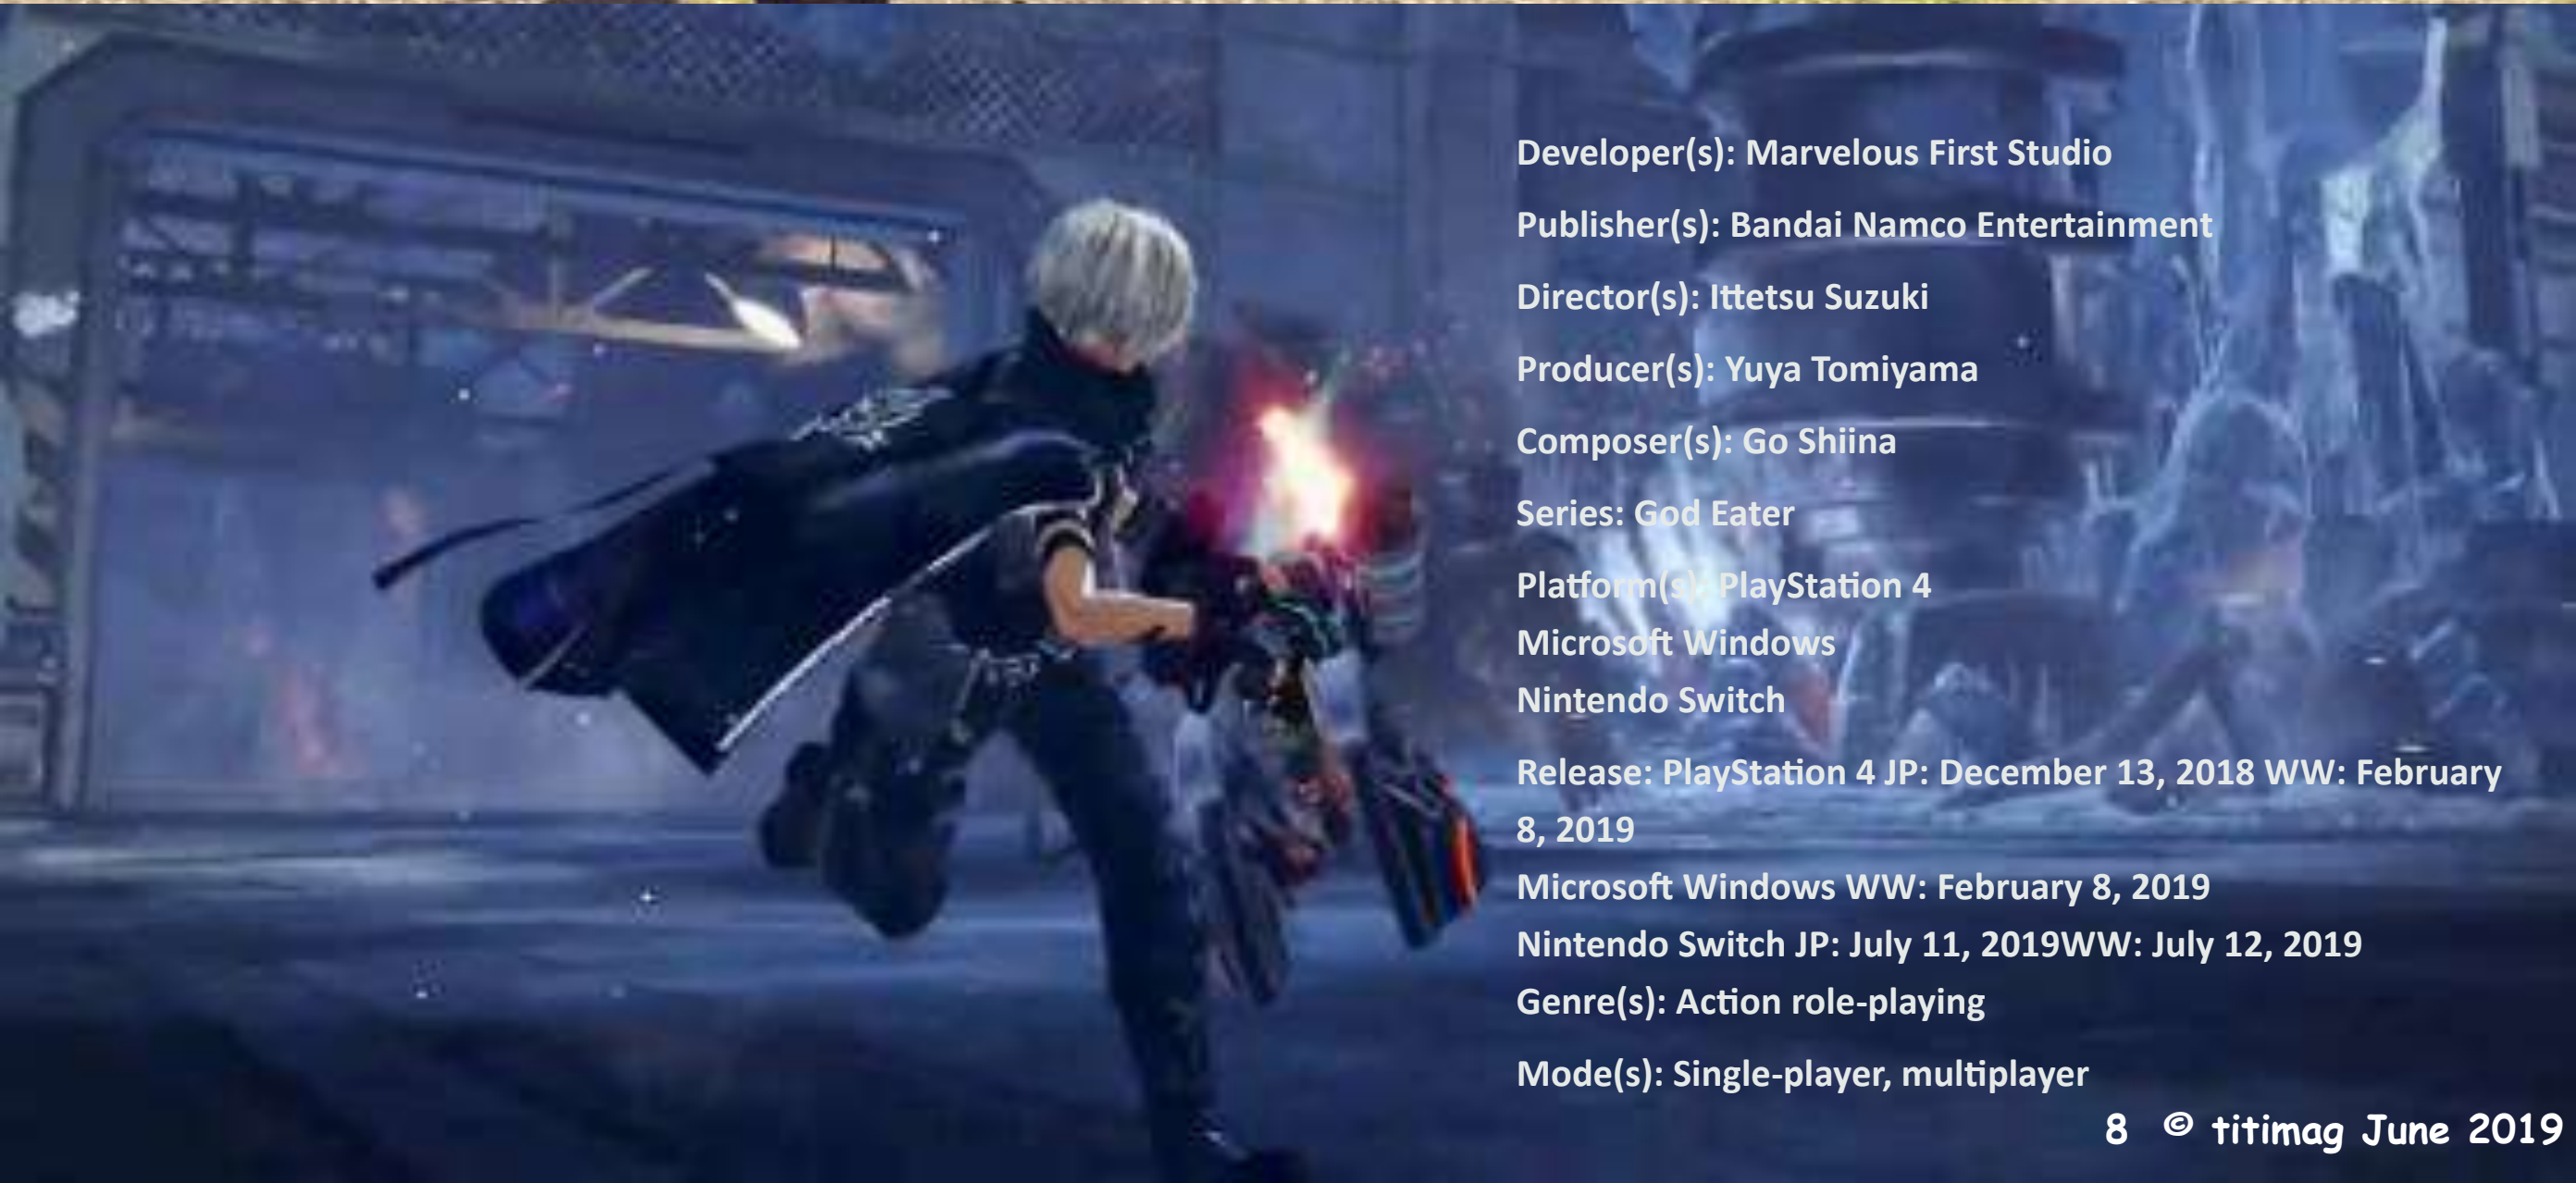 Developer(s): Marvelous First Studio
Publisher(s): Bandai Namco Entertainment
Director(s): Ittetsu Suzuki
Producer(s): Yuya Tomiyama
Composer(s): Go Shiina
Series: God Eater
Platform(s): PlayStation 4
Microsoft Windows
Nintendo Switch
Release: PlayStation 4 JP: December 13, 2018 WW: February
8, 2019
Microsoft Windows WW: February 8, 2019
Nintendo Switch JP: July 11, 2019WW: July 12, 2019
Genre(s): Action role-playing
Mode(s): Single-player, multiplayer
8 © titimag June 2019